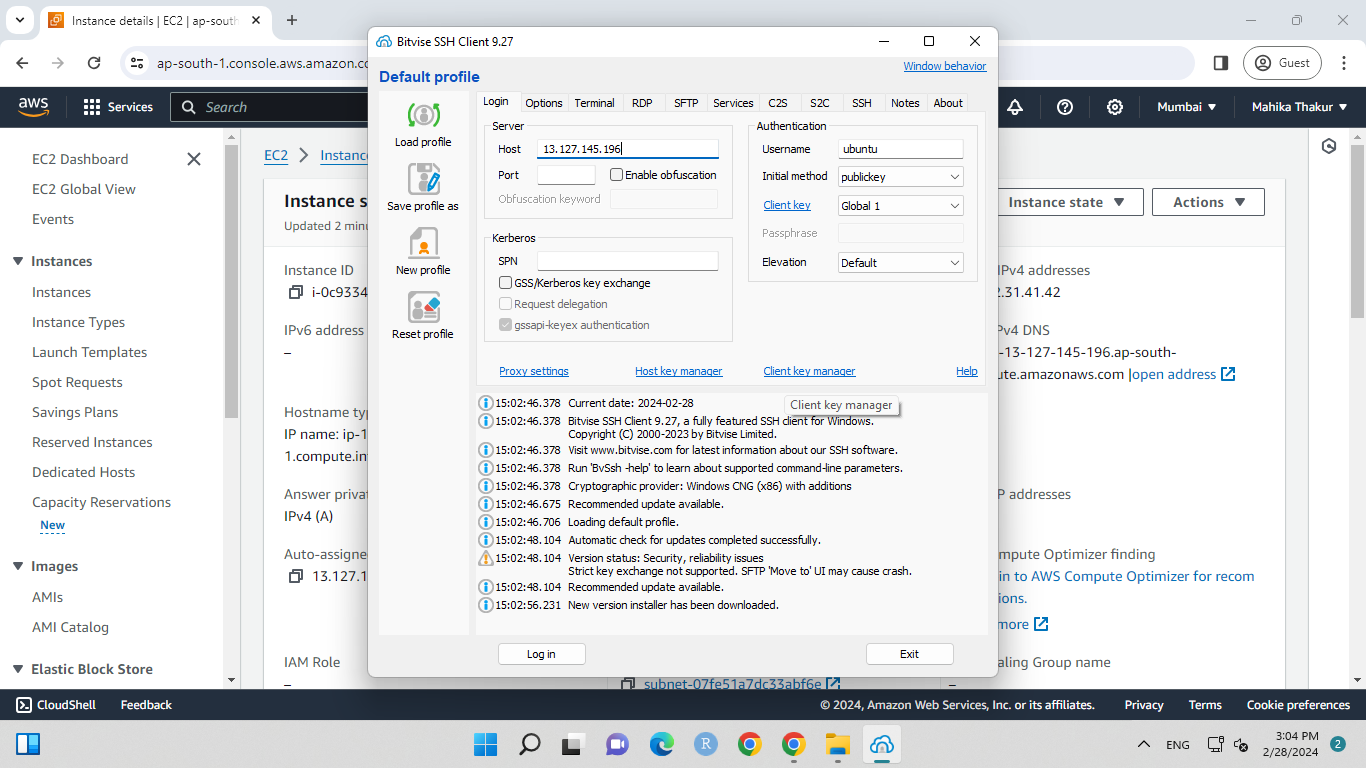 Instance details | EC2 | ap-sout
ap-south-1.console.aws.amazon.co
Guest
aws
Services
Search
Mumbai
Mahika Thakur
EC2 Dashboard
EC2 Global View
Events
Instances
Instances
Instance Types
Launch Templates
Spot Requests
Savings Plans
Reserved Instances
Dedicated Hosts
Capacity Reservations
New
Images
AMIs
AMI Catalog
Elastic Block Store
EC2
Instanc
Instance s
Updated 2 minu
Instance state
Actions
Instance ID
i-0c9334
IPv6 address
–
Hostname typ
IP name: ip-1
1.compute.in
Answer privat
IPv4 (A)
Auto-assigne
13.127.1
IAM Role
–
subnet-07fe51a7dc33abf6e
IPv4 addresses
2.31.41.42
Pv4 DNS
-13-127-145-196.ap-south-
ute.amazonaws.com |open address
P addresses
mpute Optimizer finding
in to AWS Compute Optimizer for recom
ions.
more
aling Group name
–
Bitvise SSH Client 9.27
Default profile
Window behavior
Load profile
Save profile as
New profile
Reset profile
Login
Options
Terminal
RDP
SFTP
Services
C2S
S2C
SSH
Notes
About
Server
Host
13.127.145.196
Port
Enable obfuscation
Obfuscation keyword
Kerberos
SPN
GSS/Kerberos key exchange
Request delegation
gssapi-keyex authentication
Authentication
Username
ubuntu
Initial method
publickey
Client key
Global 1
Passphrase
Elevation
Default
Proxy settings
Host key manager
Client key manager
Help
Client key manager
15:02:46.378 Current date: 2024-02-28
15:02:46.378 Bitvise SSH Client 9.27, a fully featured SSH client for Windows.
Copyright (C) 2000-2023 by Bitvise Limited.
15:02:46.378 Visit www.bitvise.com for latest information about our SSH software.
15:02:46.378 Run 'BvSsh -help' to learn about supported command-line parameters.
15:02:46.378 Cryptographic provider: Windows CNG (x86) with additions
15:02:46.675 Recommended update available.
15:02:46.706 Loading default profile.
15:02:48.104 Automatic check for updates completed successfully.
15:02:48.104 Version status: Security, reliability issues
Strict key exchange not supported. SFTP 'Move to' UI may cause crash.
15:02:48.104 Recommended update available.
15:02:56.231 New version installer has been downloaded.
Log in
Exit
CloudShell
Feedback
© 2024, Amazon Web Services, Inc. or its affiliates.
Privacy
Terms
Cookie preferences
R
ENG
3:04 PM
2/28/2024
2